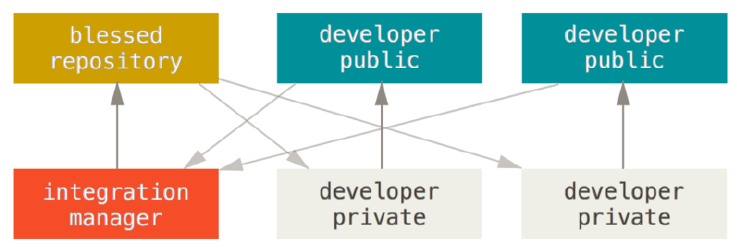 blessed
repository
developer
public
developer
public
integration
manager
developer
private
developer
private